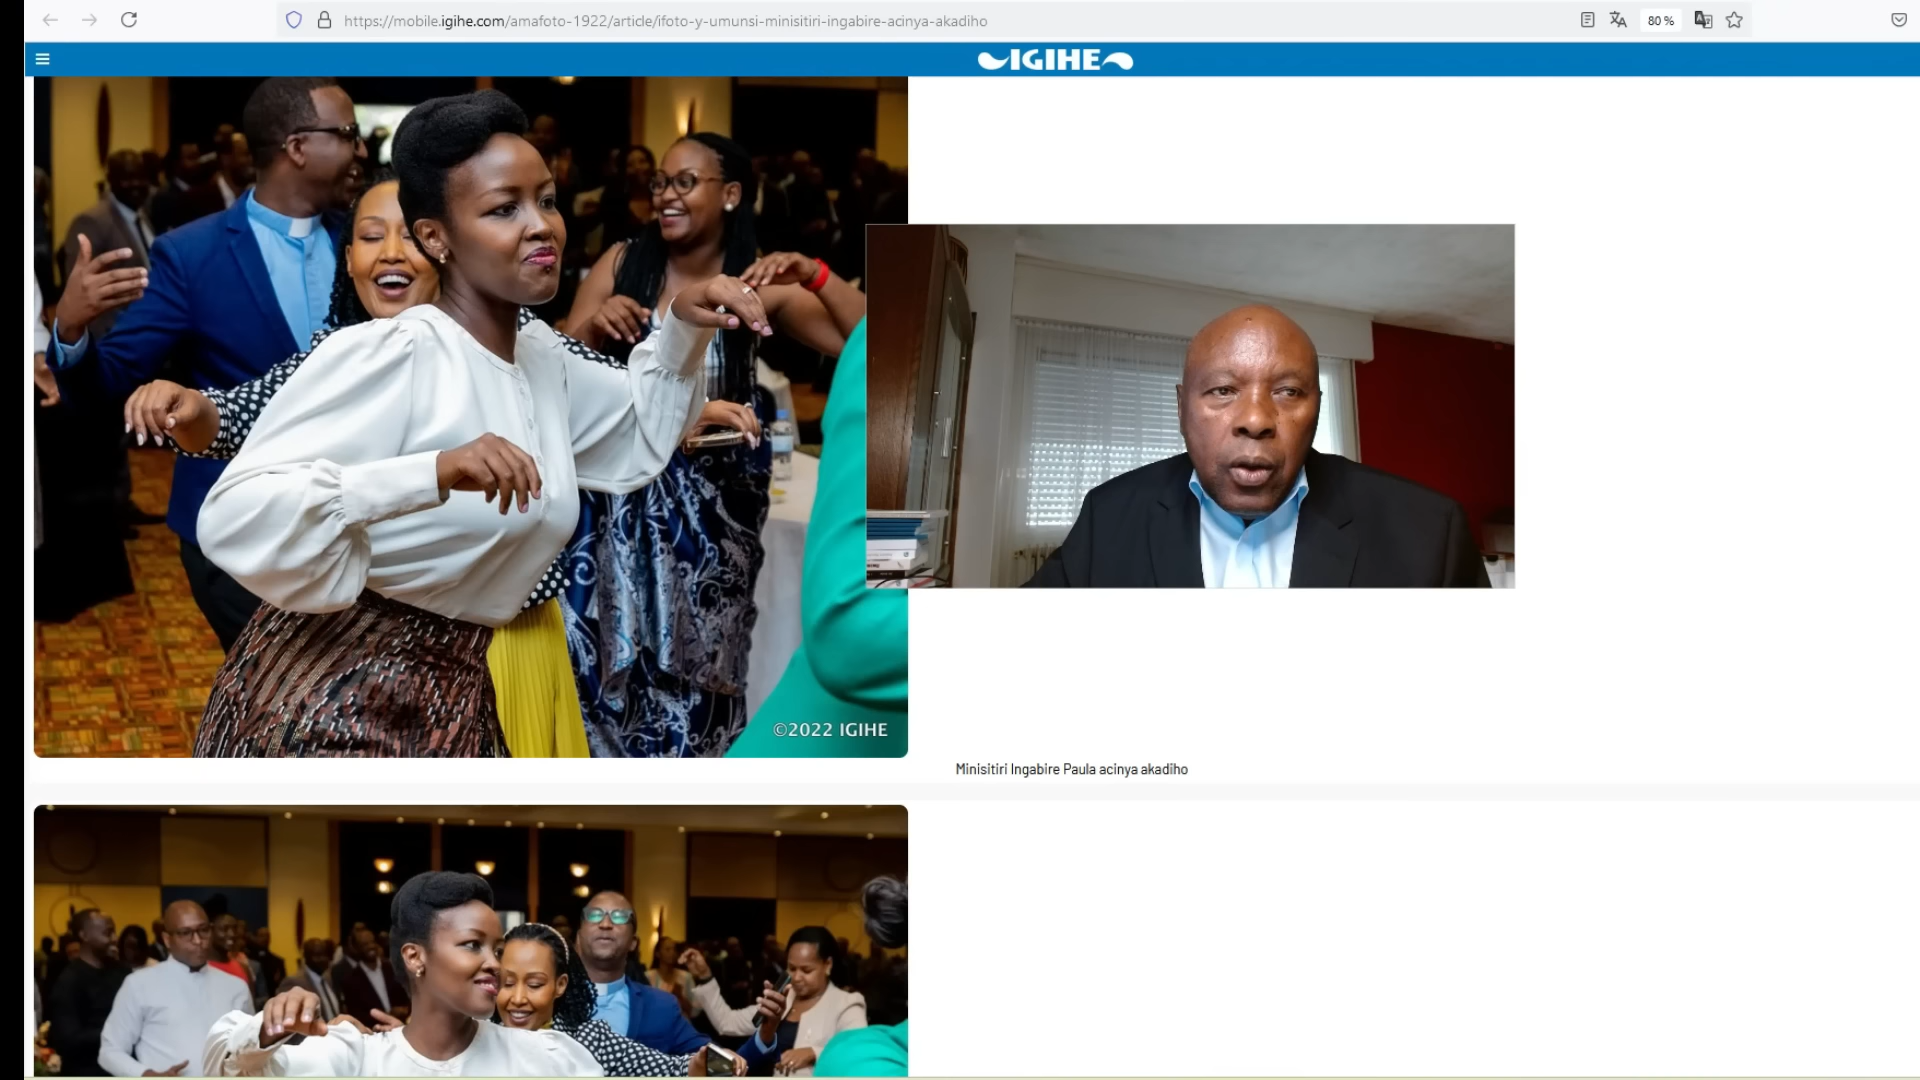 https://mobile.igihe.com/amafoto-1922/article/ifoto-y-umunsi-minisitiri-ingabire-acinya-akadiho
80 %
IGIHE
©2022 IGIHE
Minisitiri Ingabire Paula acinya akadiho